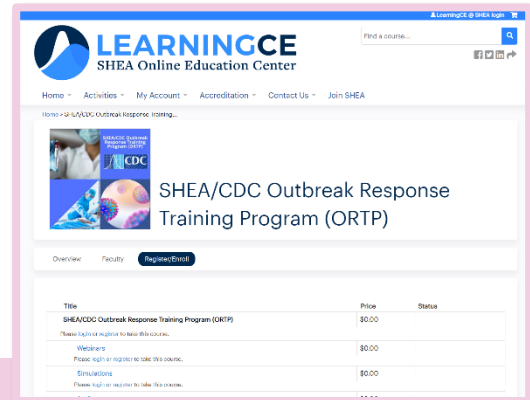 LearningCE @ SHEA login
LEARNINGCE
SHEA Online Education Center
Find a course...
Home
Activities
My Account
Accreditation
Contact Us
Join SHEA
Home » SHEA/CDC Outbreak Response Training...
SHEA/CDC Outbreak
Response Training
Program (ORTP)
CDC
SHEA/CDC Outbreak Response
Training Program (ORTP)
Overview
Faculty
Register/Enroll
Title Price Status
SHEA/CDC Outbreak Response Training Program (ORTP) $0.00
Please login or register to take this course.
Webinars $0.00
Please login or register to take this course.
Simulations $0.00
Please login or register to take this course.